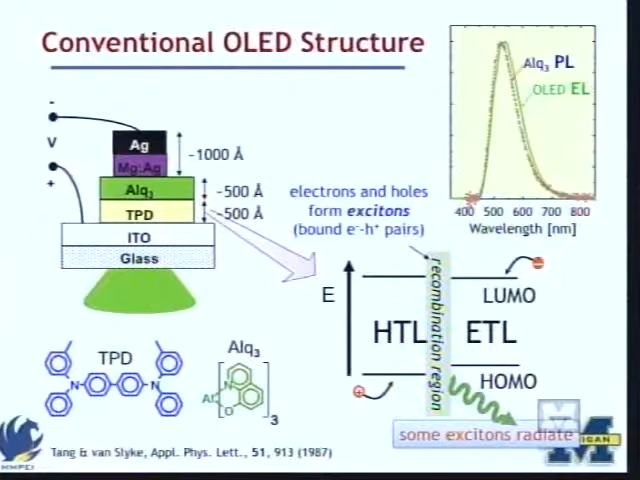 Conventional OLED Structure
Alq3 PL
OLED EL
400 500 600 700 800
Wavelength [nm]
-
V
+
Ag
Mg:Ag
Alq3
TPD
ITO
Glass
~1000 Å
~500 Å
~500 Å
electrons and holes
form excitons
(bound e⁻-h⁺ pairs)
E
recombination region
LUMO
HTL
ETL
HOMO
some excitons radiate
TPD
N
N
Alq3
Al
N
O
3
Tang & van Slyke, Appl. Phys. Lett., 51, 913 (1987)
M
IGAN